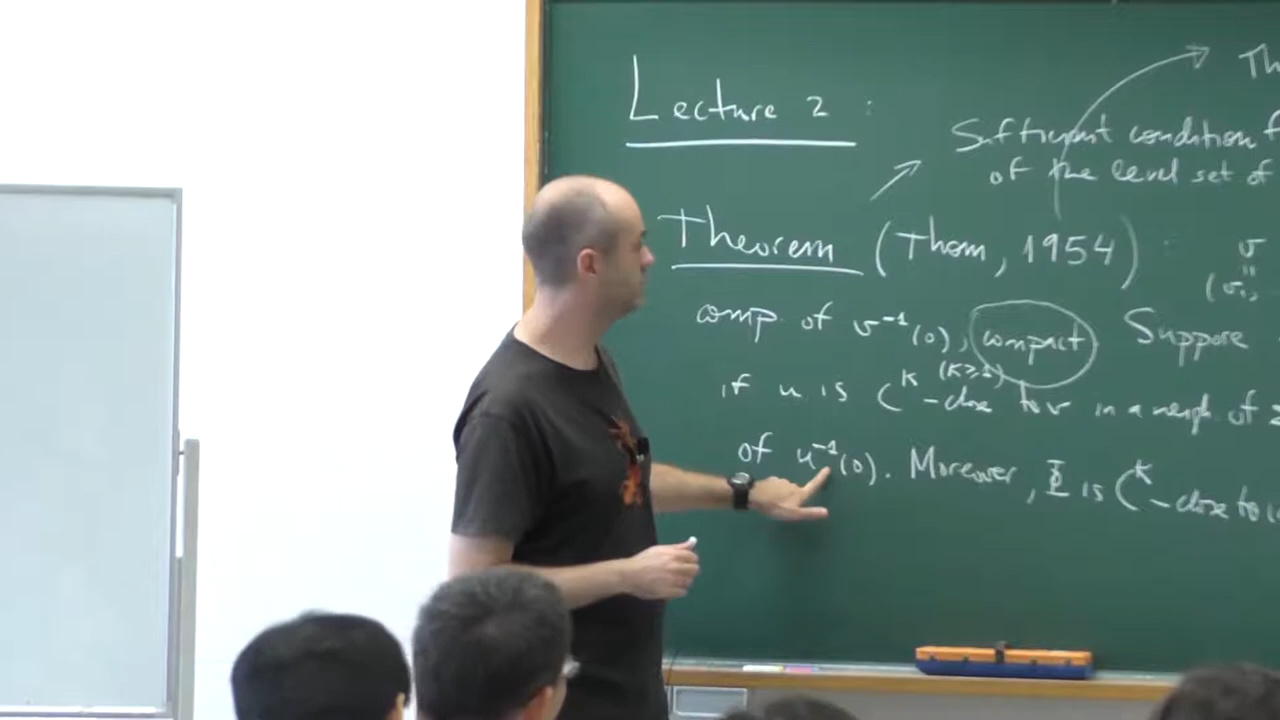 Lecture 2 :
Th
Sufficient condition f
of the level set of
Theorem (Thom, 1954) : v
"
(v₁,
comp. of v⁻¹(0), compact Suppose
if u is Cᴷ (K≥1) -close to v in a neigh. of
of u⁻¹(0). Moreover, Φ is Cᴷ -close to